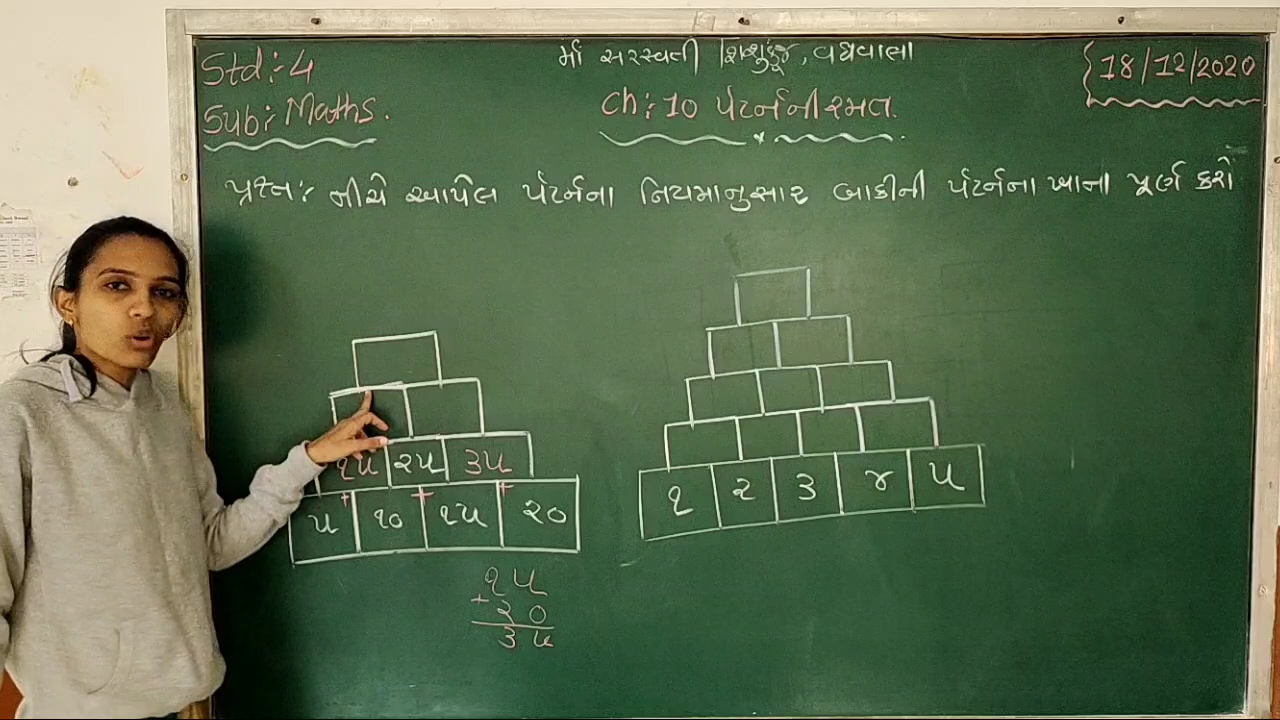 Std:- 4
માઁ સરસ્વતી શિશુકુંજ, વધાવાલા
18/12/2020
Sub:- Maths.
Ch:- 10 પેટર્નની રમત.
પ્રશ્ન:- નીચે આપેલ પેટર્નના નિયમાનુસાર બાકીની પેટર્નના ખાના પૂર્ણ કરો
૧૫ ૨૫ ૩૫
+ + +
૫ ૧૦ ૧૫ ૨૦
૧ ૨ ૩ ૪ ૫
૧૫
+૨૦
૩૫